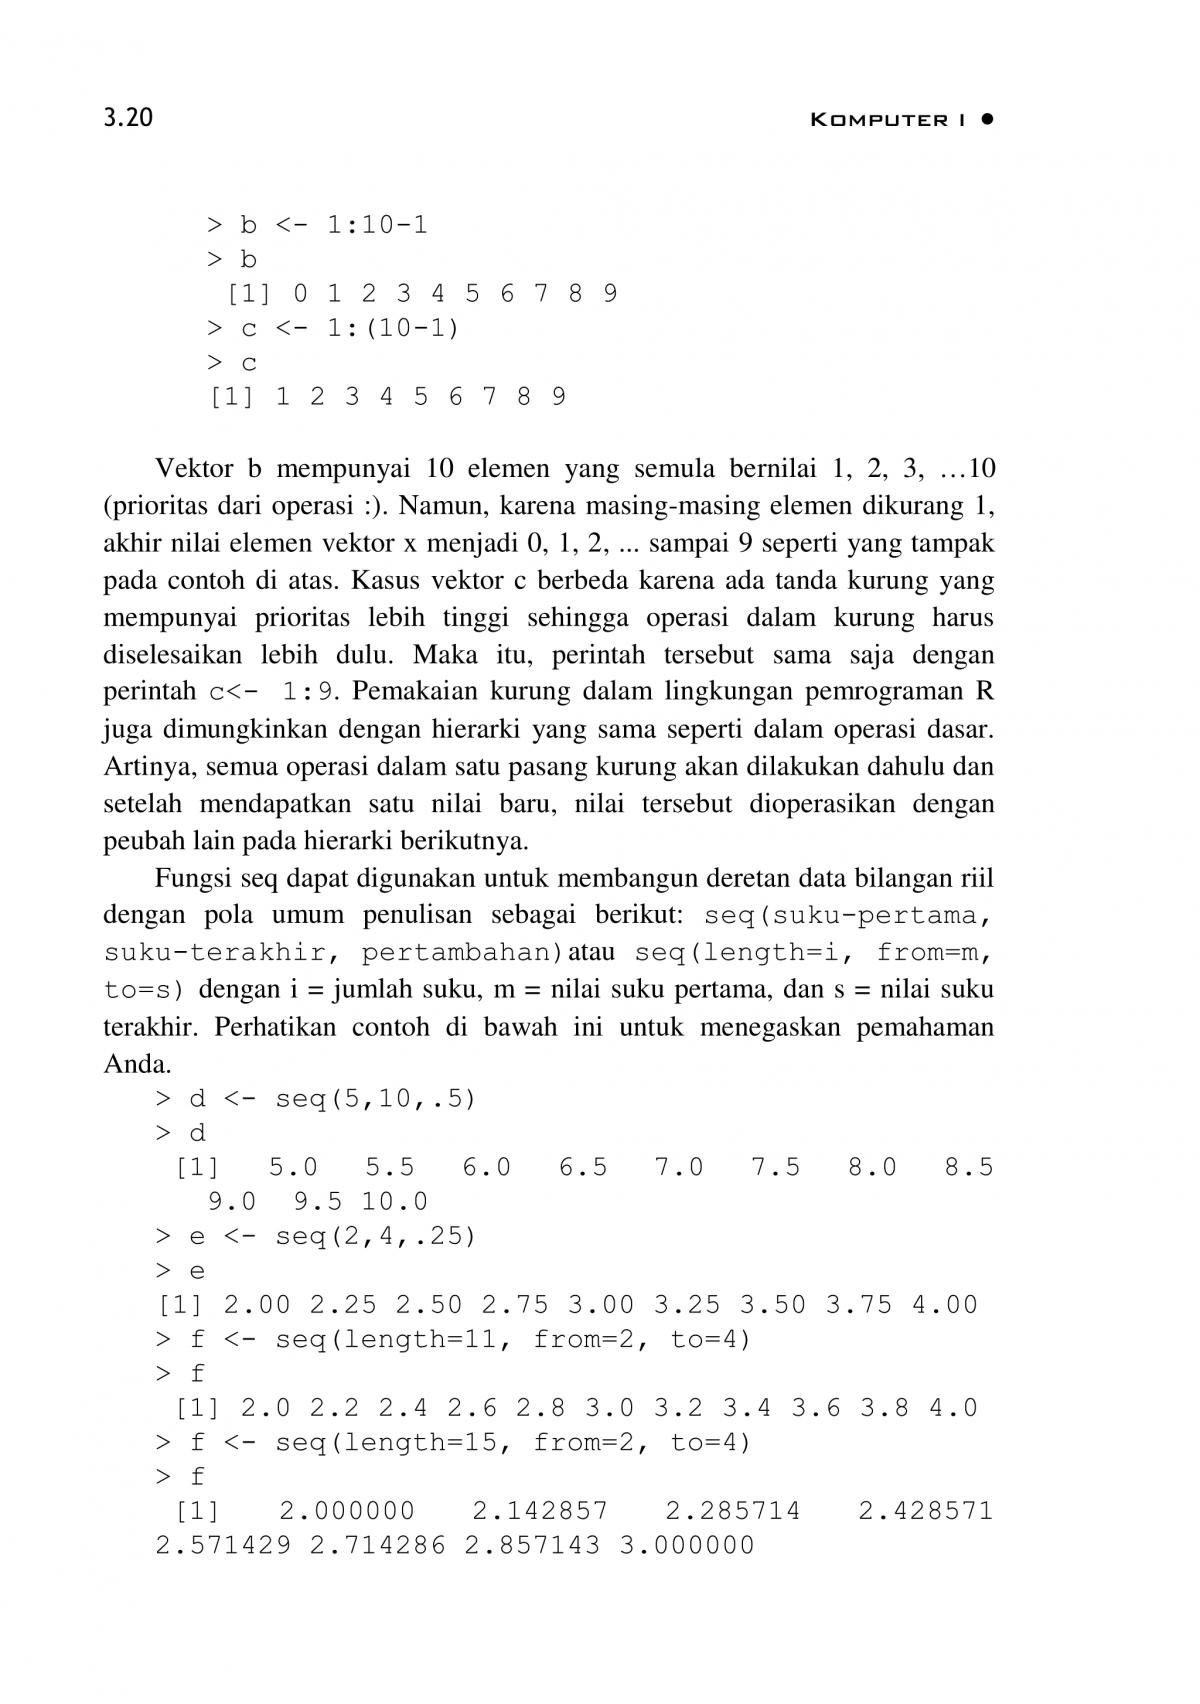 3.20 KOMPUTER I ●
> b <- 1:10-1
> b
[1] 0 1 2 3 4 5 6 7 8 9
> c <- 1:(10-1)
> c
[1] 1 2 3 4 5 6 7 8 9
Vektor b mempunyai 10 elemen yang semula bernilai 1, 2, 3, …10
(prioritas dari operasi :). Namun, karena masing-masing elemen dikurang 1,
akhir nilai elemen vektor x menjadi 0, 1, 2, ... sampai 9 seperti yang tampak
pada contoh di atas. Kasus vektor c berbeda karena ada tanda kurung yang
mempunyai prioritas lebih tinggi sehingga operasi dalam kurung harus
diselesaikan lebih dulu. Maka itu, perintah tersebut sama saja dengan
perintah c<- 1:9. Pemakaian kurung dalam lingkungan pemrograman R
juga dimungkinkan dengan hierarki yang sama seperti dalam operasi dasar.
Artinya, semua operasi dalam satu pasang kurung akan dilakukan dahulu dan
setelah mendapatkan satu nilai baru, nilai tersebut dioperasikan dengan
peubah lain pada hierarki berikutnya.
Fungsi seq dapat digunakan untuk membangun deretan data bilangan riil
dengan pola umum penulisan sebagai berikut: seq(suku-pertama,
suku-terakhir, pertambahan)atau seq(length=i, from=m,
to=s) dengan i = jumlah suku, m = nilai suku pertama, dan s = nilai suku
terakhir. Perhatikan contoh di bawah ini untuk menegaskan pemahaman
Anda.
> d <- seq(5,10,.5)
> d
[1] 5.0 5.5 6.0 6.5 7.0 7.5 8.0 8.5
9.0 9.5 10.0
> e <- seq(2,4,.25)
> e
[1] 2.00 2.25 2.50 2.75 3.00 3.25 3.50 3.75 4.00
> f <- seq(length=11, from=2, to=4)
> f
[1] 2.0 2.2 2.4 2.6 2.8 3.0 3.2 3.4 3.6 3.8 4.0
> f <- seq(length=15, from=2, to=4)
> f
[1] 2.000000 2.142857 2.285714 2.428571
2.571429 2.714286 2.857143 3.000000